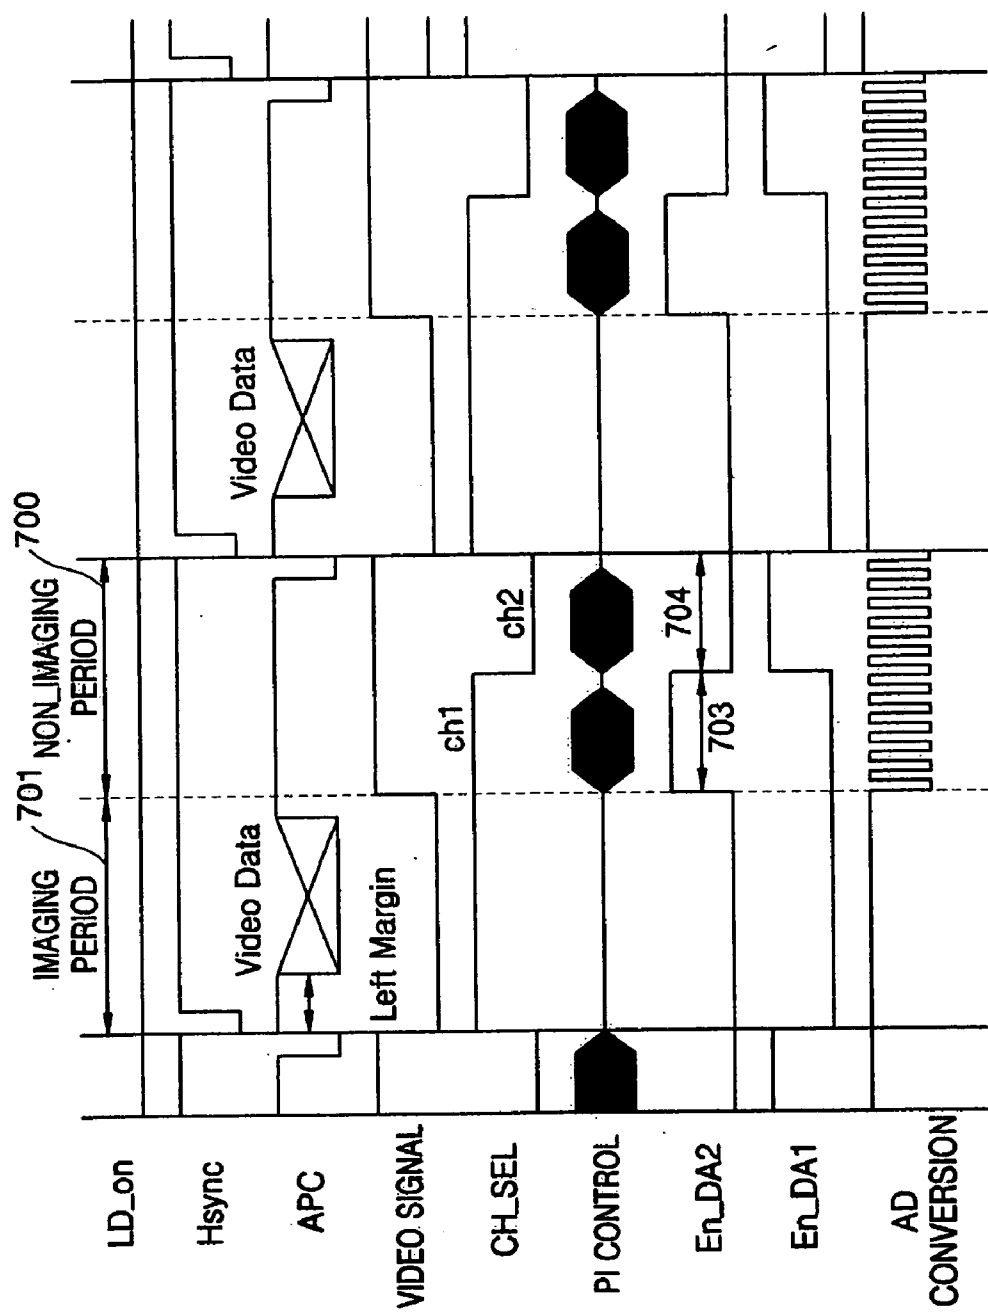 700
701
IMAGING
PERIOD
NON_IMAGING
PERIOD
LD_on
Hsync
APC
Video Data
Video Data
Left Margin
VIDEO SIGNAL
CH_SEL
ch1
ch2
PI CONTROL
En_DA2
703
704
En_DA1
AD
CONVERSION